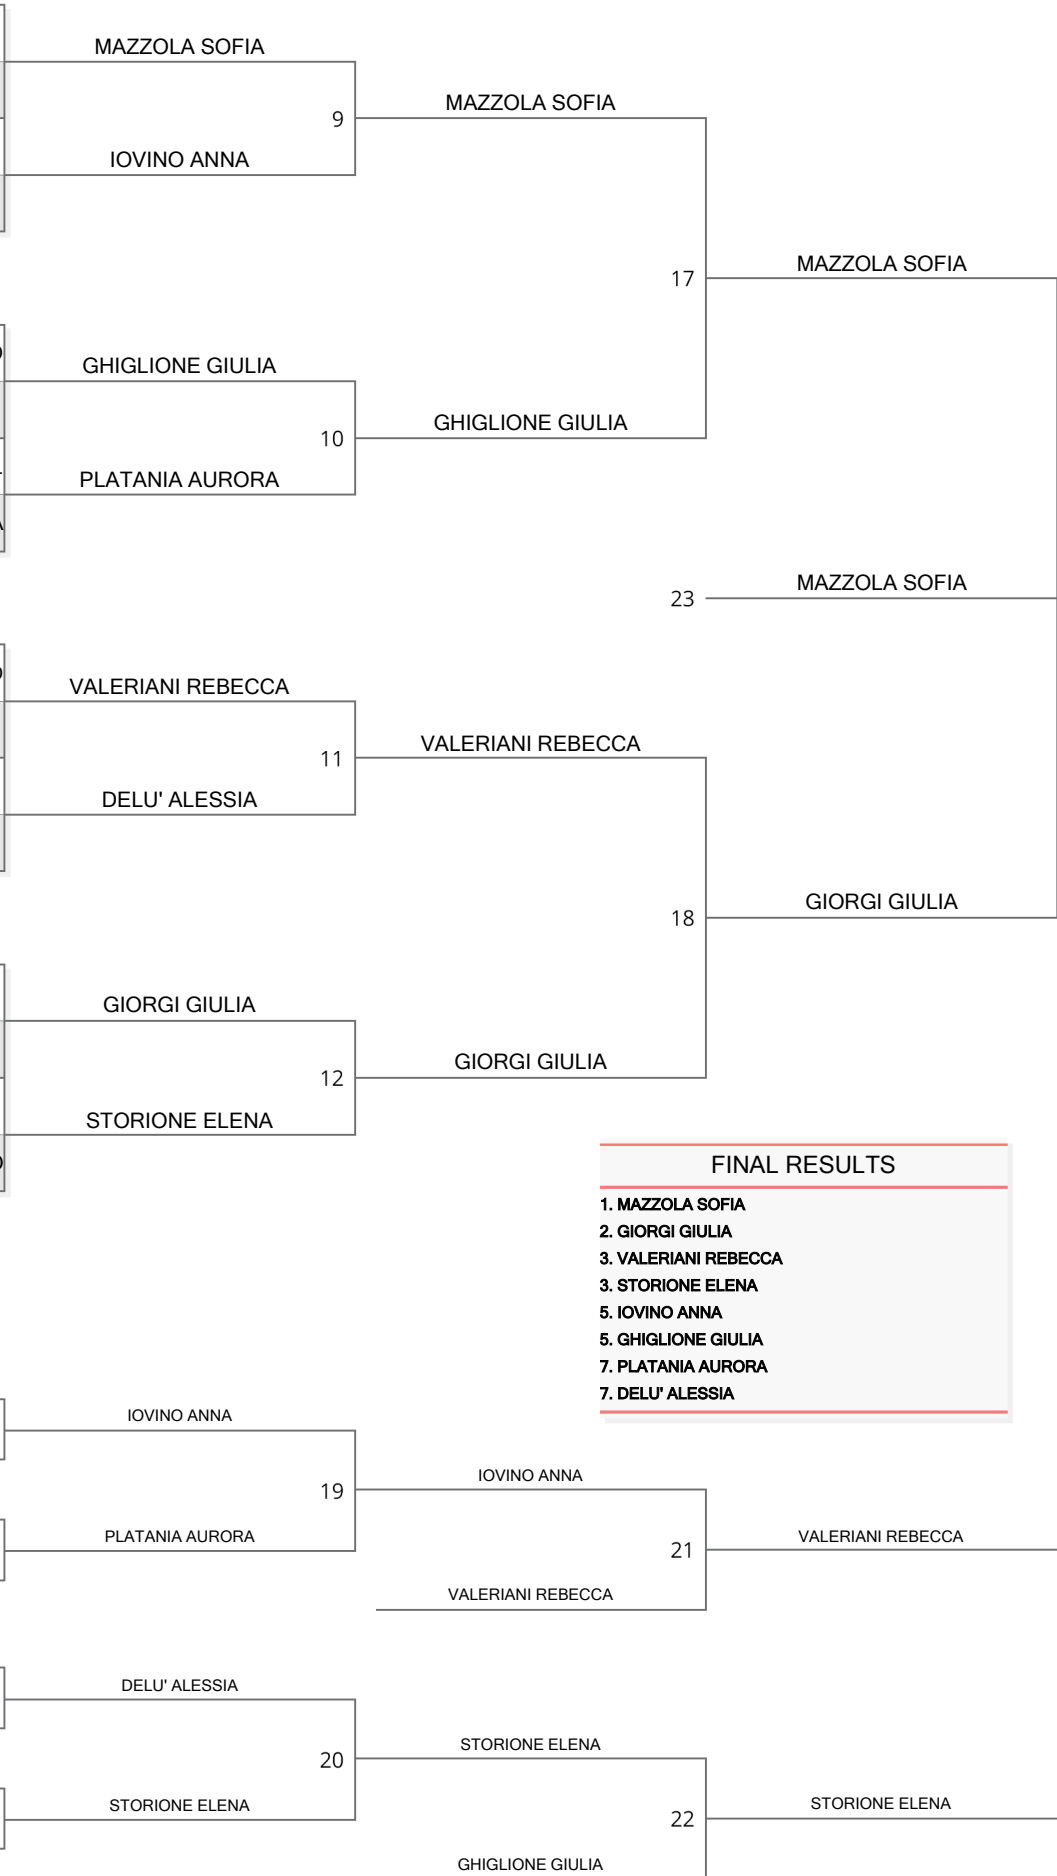 MAZZOLA SOFIA
MAZZOLA SOFIA
9
IOVINO ANNA
MAZZOLA SOFIA
17
GHIGLIONE GIULIA
GHIGLIONE GIULIA
10
PLATANIA AURORA
MAZZOLA SOFIA
23
VALERIANI REBECCA
VALERIANI REBECCA
11
DELU' ALESSIA
GIORGI GIULIA
18
GIORGI GIULIA
GIORGI GIULIA
12
STORIONE ELENA
FINAL RESULTS
1. MAZZOLA SOFIA
2. GIORGI GIULIA
3. VALERIANI REBECCA
3. STORIONE ELENA
5. IOVINO ANNA
5. GHIGLIONE GIULIA
7. PLATANIA AURORA
7. DELU' ALESSIA
IOVINO ANNA
IOVINO ANNA
19
PLATANIA AURORA
VALERIANI REBECCA
21
VALERIANI REBECCA
DELU' ALESSIA
STORIONE ELENA
20
STORIONE ELENA
STORIONE ELENA
22
GHIGLIONE GIULIA